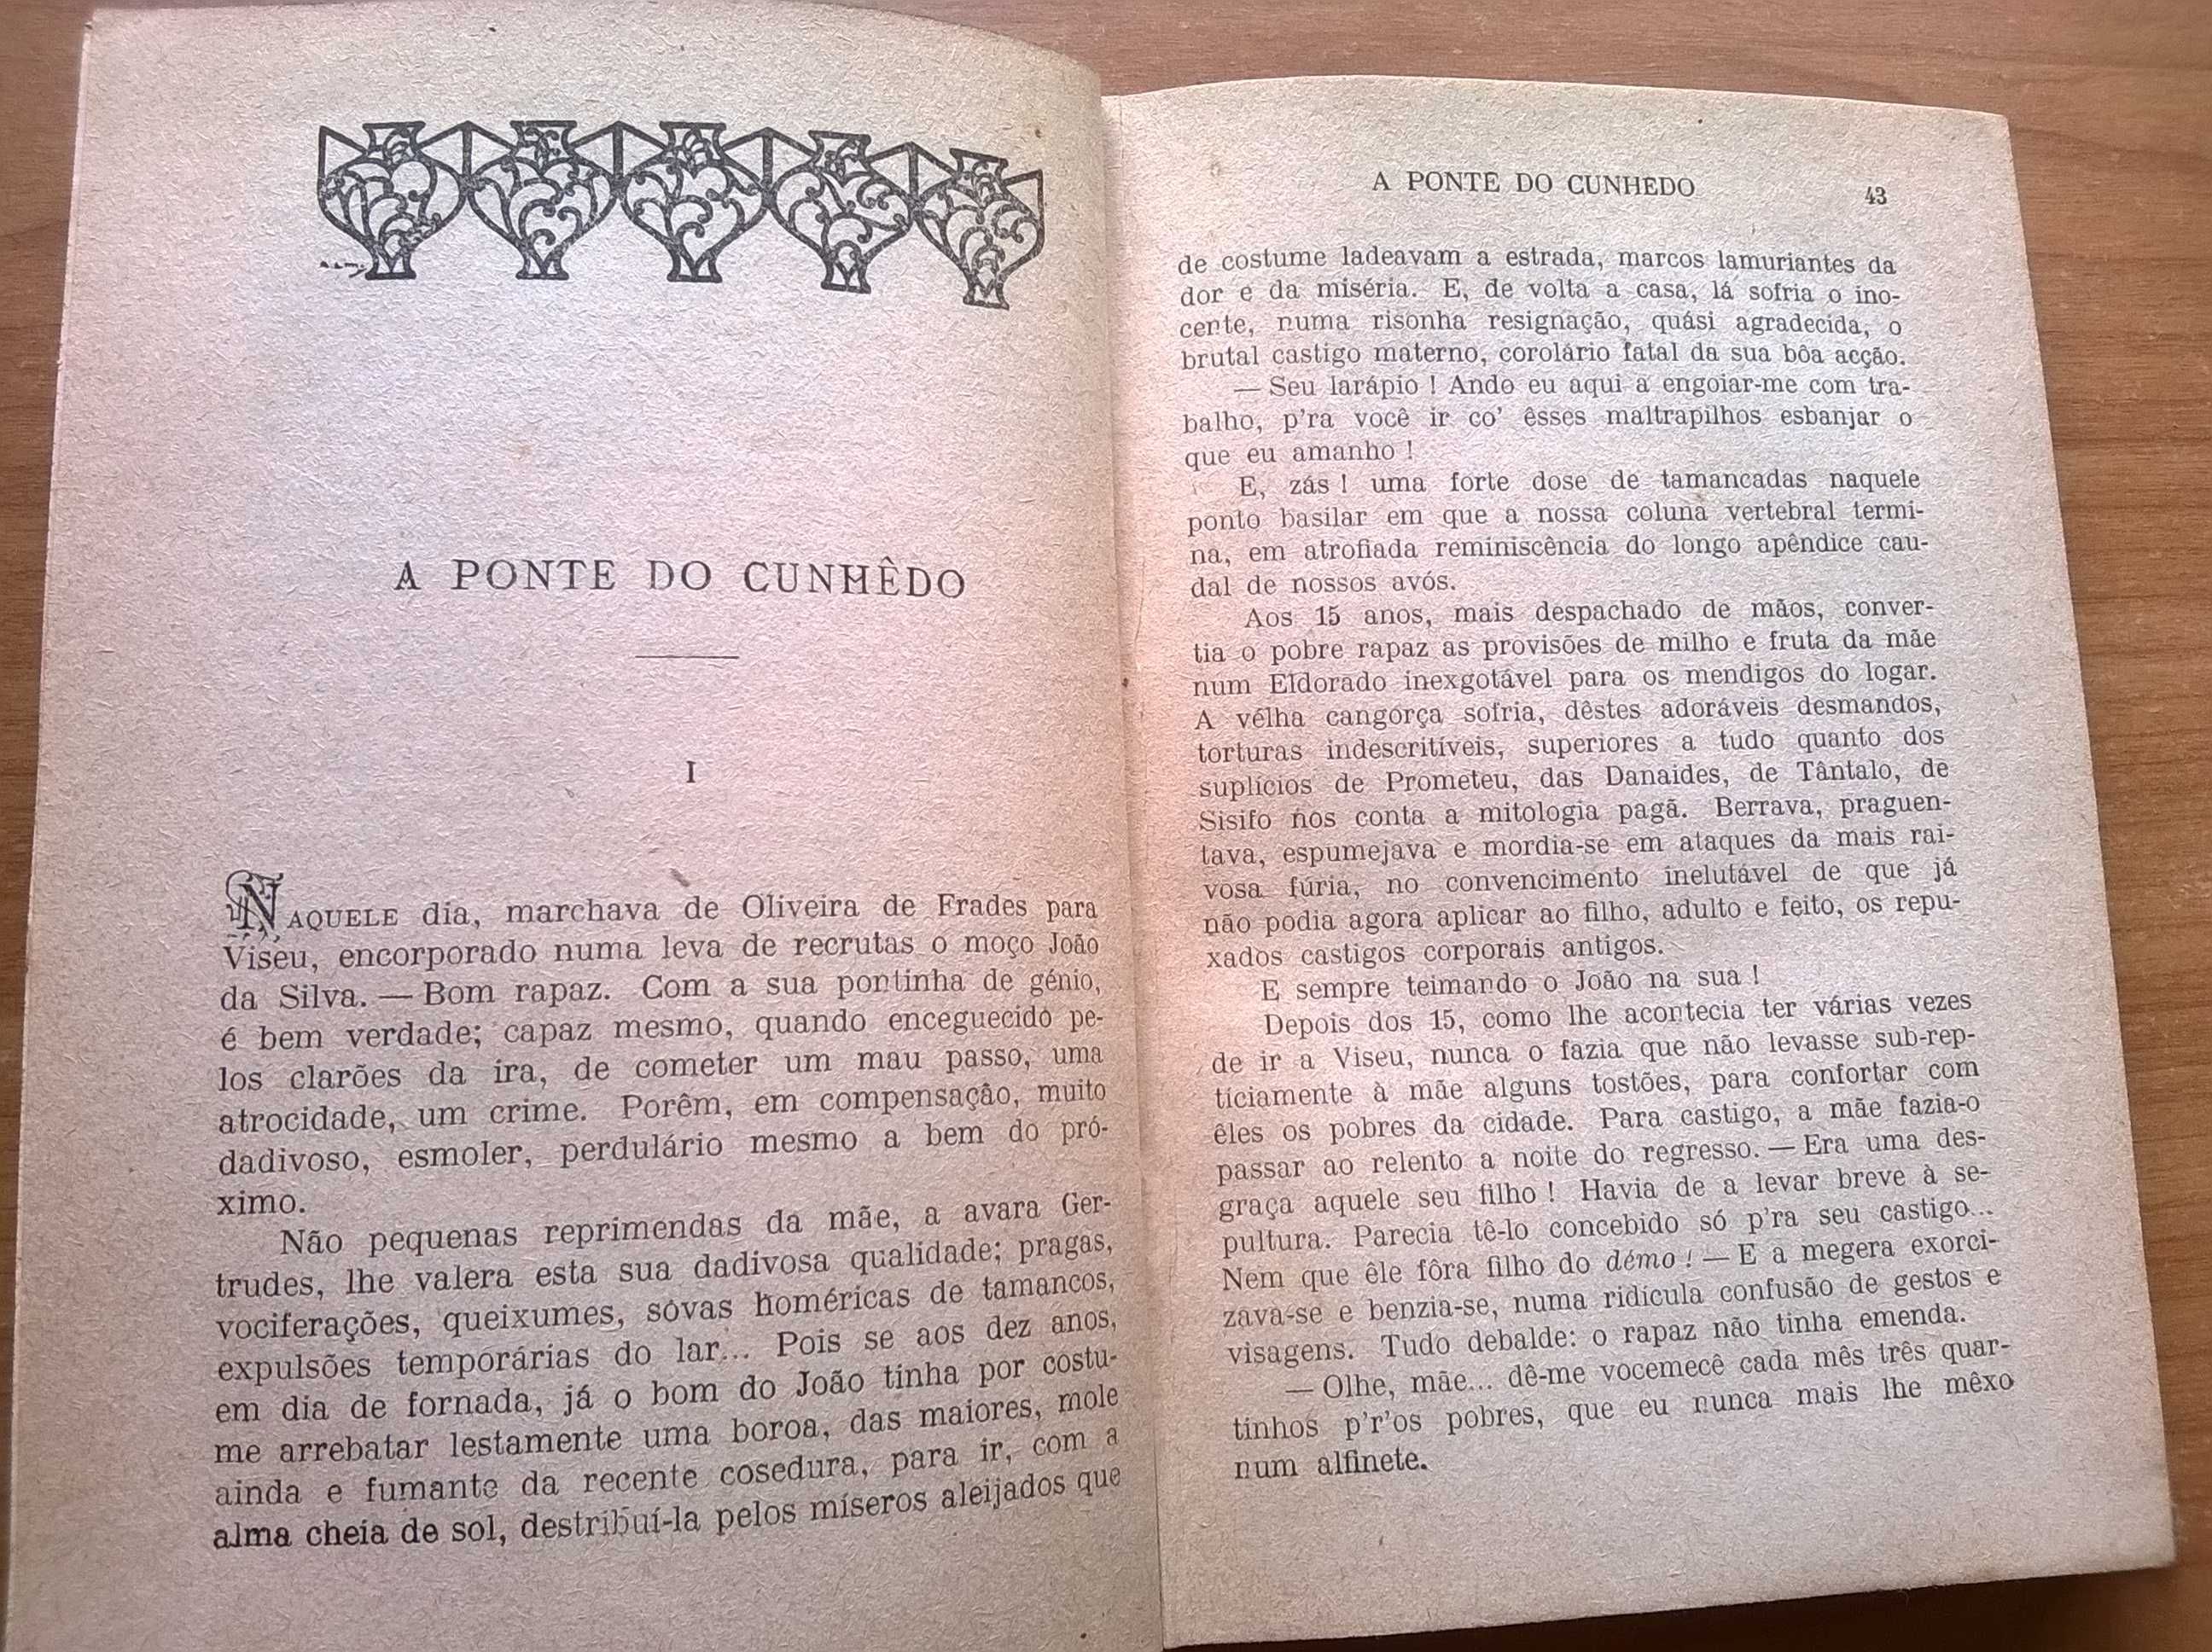 A PONTE DO CUNHÊDO
I
NAQUELE dia, marchava de Oliveira de Frades para
Viseu, encorporado numa leva de recrutas o moço João
da Silva. — Bom rapaz. Com a sua pontinha de génio,
é bem verdade; capaz mesmo, quando enceguecido pe-
los clarões da ira, de cometer um mau passo, uma
atrocidade, um crime. Porêm, em compensação, muito
dadivoso, esmoler, perdulário mesmo a bem do pró-
ximo.
Não pequenas reprimendas da mãe, a avara Ger-
trudes, lhe valera esta sua dadivosa qualidade; pragas,
vociferações, queixumes, sóvas homéricas de tamancos,
expulsões temporárias do lar... Pois se aos dez anos,
em dia de fornada, já o bom do João tinha por costu-
me arrebatar lestamente uma boroa, das maiores, mole
ainda e fumante da recente cosedura, para ir, com a
alma cheia de sol, destribuí-la pelos míseros aleijados que
A PONTE DO CUNHEDO 43
de costume ladeavam a estrada, marcos lamuriantes da
dor e da miséria. E, de volta a casa, lá sofria o ino-
cente, numa risonha resignação, quási agradecida, o
brutal castigo materno, corolário fatal da sua bôa acção.
— Seu larápio ! Ando eu aqui a engoiar-me com tra-
balho, p'ra você ir co' êsses maltrapilhos esbanjar o
que eu amanho !
E, zás ! uma forte dose de tamancadas naquele
ponto basilar em que a nossa coluna vertebral termi-
na, em atrofiada reminiscência do longo apêndice cau-
dal de nossos avós.
Aos 15 anos, mais despachado de mãos, conver-
tia o pobre rapaz as provisões de milho e fruta da mãe
num Eldorado inexgotável para os mendigos do logar.
A vélha cangórça sofria, dêstes adoráveis desmandos,
torturas indescritíveis, superiores a tudo quanto dos
suplícios de Prometeu, das Danaides, de Tântalo, de
Sisifo nos conta a mitologia pagã. Berrava, praguen-
tava, espumejava e mordia-se em ataques da mais rai-
vosa fúria, no convencimento inelutável de que já
não podia agora aplicar ao filho, adulto e feito, os repu-
xados castigos corporais antigos.
E sempre teimando o João na sua !
Depois dos 15, como lhe acontecia ter várias vezes
de ir a Viseu, nunca o fazia que não levasse sub-rep-
ticiamente à mãe alguns tostões, para confortar com
êles os pobres da cidade. Para castigo, a mãe fazia-o
passar ao relento a noite do regresso. — Era uma des-
graça aquele seu filho ! Havia de a levar breve à se-
pultura. Parecia tê-lo concebido só p'ra seu castigo...
Nem que êle fôra filho do démo ! — E a megera exorci-
zava-se e benzia-se, numa ridícula confusão de gestos e
visagens. Tudo debalde: o rapaz não tinha emenda.
— Olhe, mãe... dê-me vocemecê cada mês três quar-
tinhos p'r'os pobres, que eu nunca mais lhe mêxo
num alfinete.